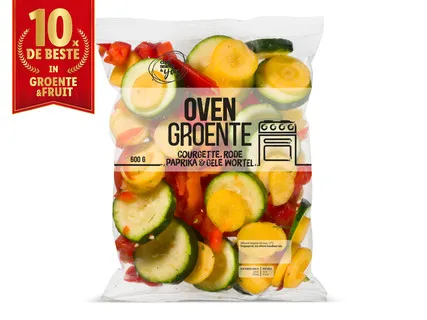 10x
DE BESTE
IN
GROENTE
&FRUIT
OVEN
GROENTE
COURGETTE, RODE
PAPRIKA & GELE WORTEL
600 G